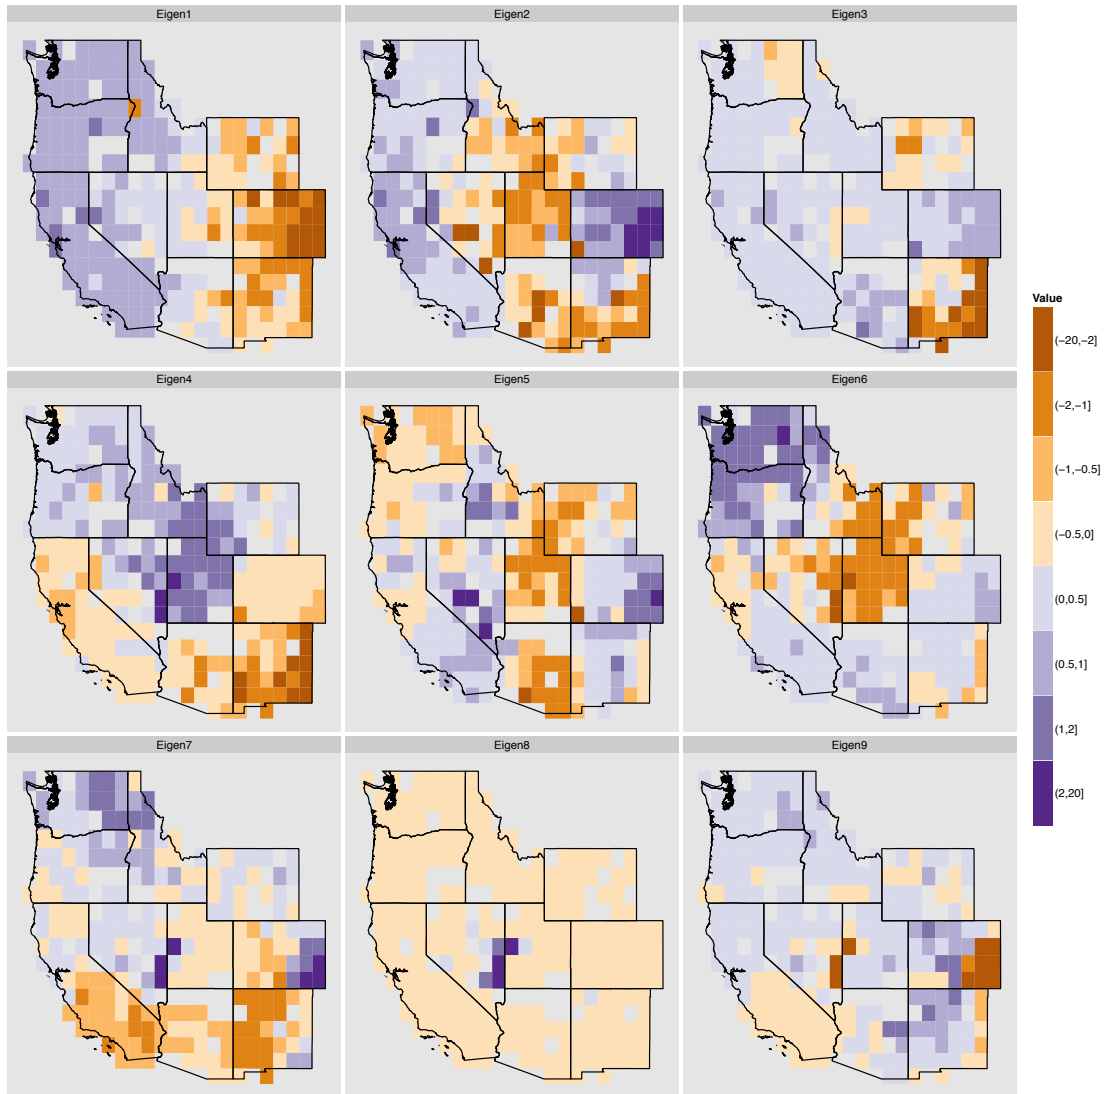 Eigen1
Eigen2
Eigen3
Eigen4
Eigen5
Eigen6
Eigen7
Eigen8
Eigen9
Value
(−20,−2]
(−2,−1]
(−1,−0.5]
(−0.5,0]
(0,0.5]
(0.5,1]
(1,2]
(2,20]